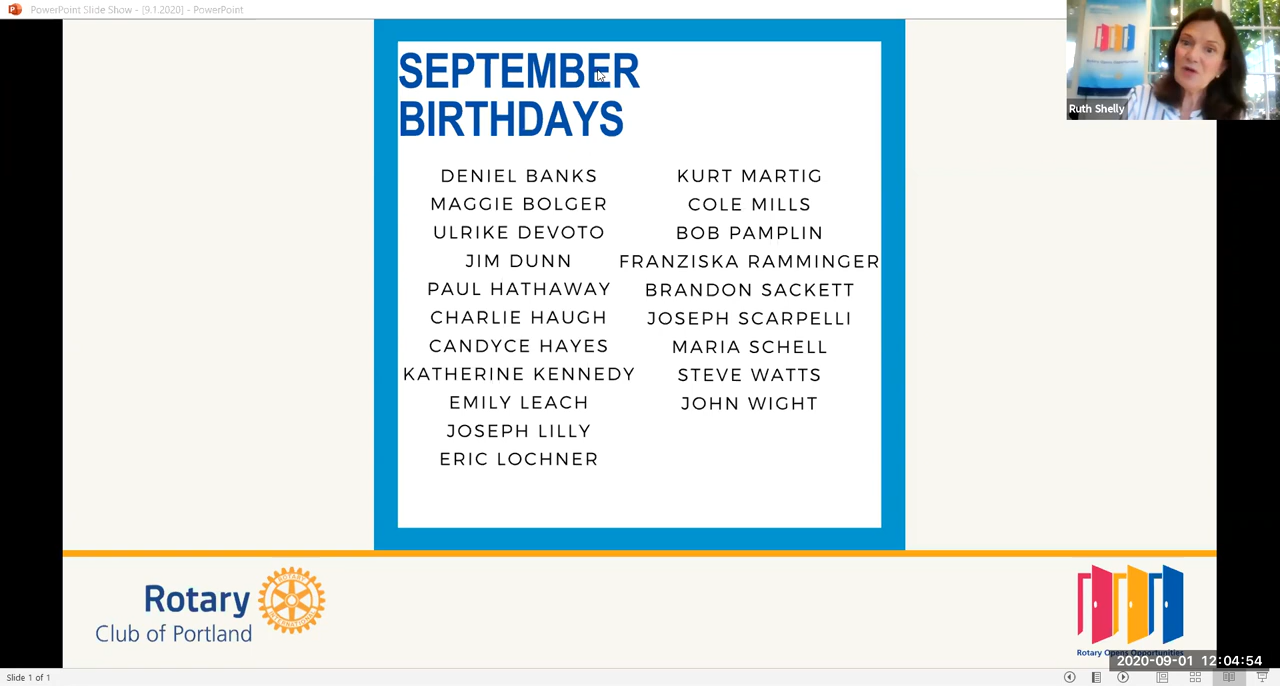 PowerPoint Slide Show - [9.1.2020] - PowerPoint
SEPTEMBER
BIRTHDAYS
DENIEL BANKS
MAGGIE BOLGER
ULRIKE DEVOTO
JIM DUNN
PAUL HATHAWAY
CHARLIE HAUGH
CANDYCE HAYES
KATHERINE KENNEDY
EMILY LEACH
JOSEPH LILLY
ERIC LOCHNER
KURT MARTIG
COLE MILLS
BOB PAMPLIN
FRANZISKA RAMMINGER
BRANDON SACKETT
JOSEPH SCARPELLI
MARIA SCHELL
STEVE WATTS
JOHN WIGHT
Ruth Shelly
Rotary
Club of Portland
ROTARY
INTERNATIONAL
Rotary Opens Opportunities
2020-09-01 12:04:54
Slide 1 of 1